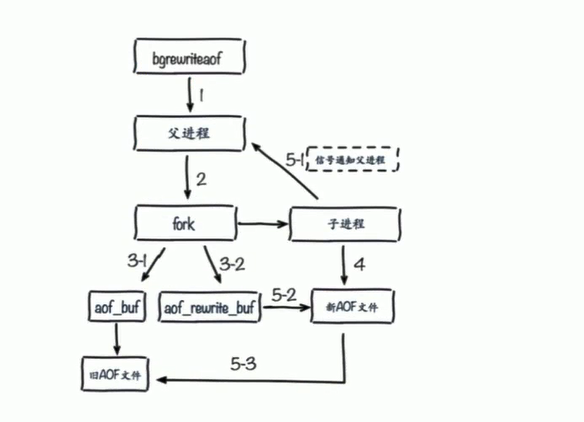 bgrewriteaof
1
父进程
5-1
信号通知父进程
2
fork
子进程
3-1
3-2
4
aof_buf
aof_rewrite_buf
5-2
新AOF文件
5-3
旧AOF文件